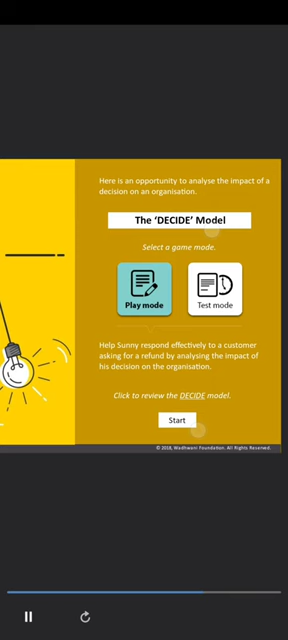 Here is an opportunity to analyse the impact of a
decision on an organisation.
The ‘DECIDE’ Model
Select a game mode.
Play mode
Test mode
Help Sunny respond effectively to a customer
asking for a refund by analysing the impact of
his decision on the organisation.
Click to review the DECIDE model.
Start
© 2018, Wadhwani Foundation. All Rights Reserved.